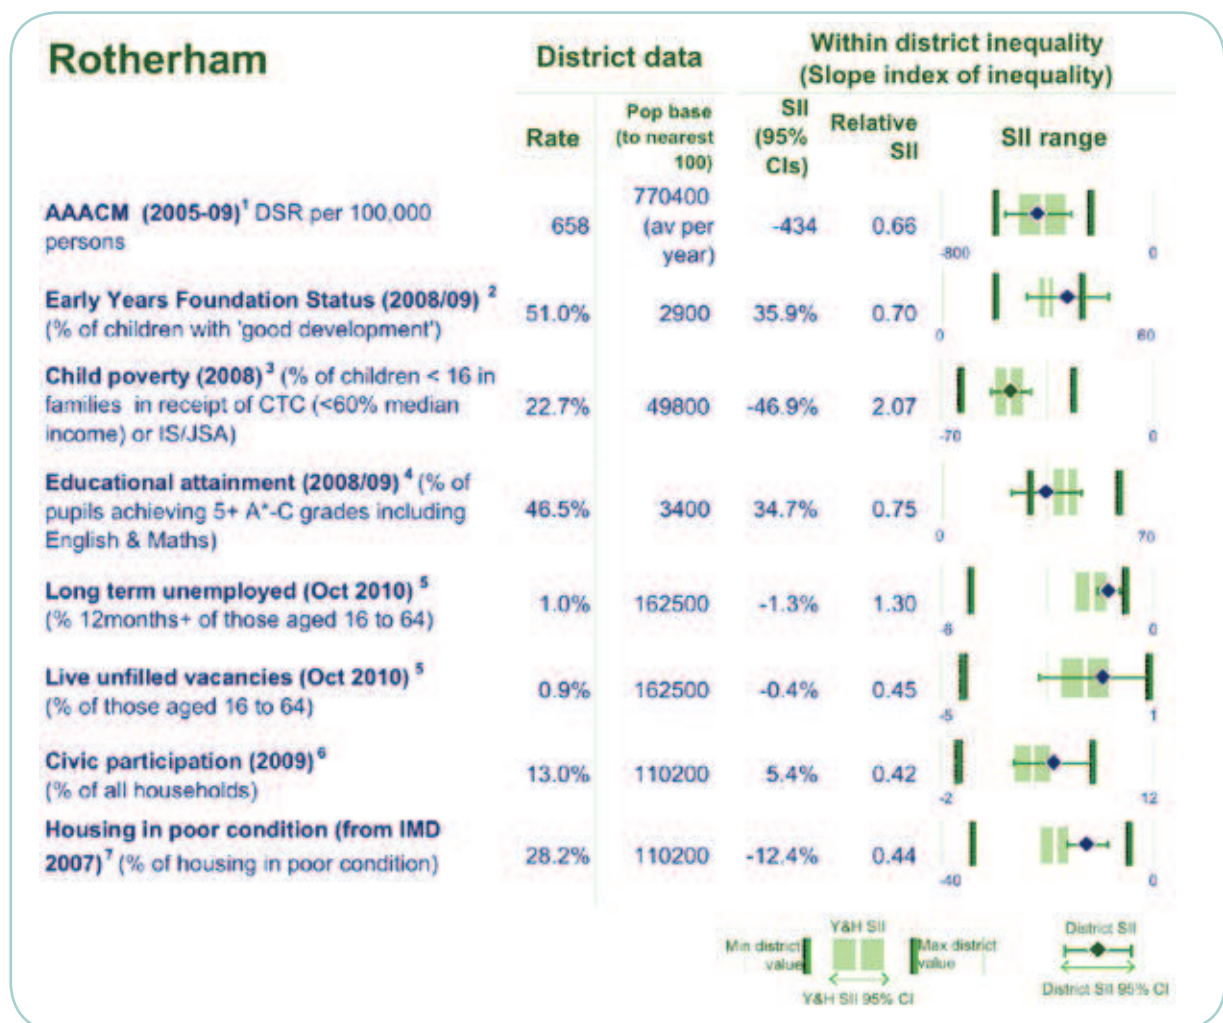 Rotherham
District data
Within district inequality
(Slope index of inequality)
Rate
Pop base
(to nearest
100)
SII
(95%
CIs)
Relative
SII
SII range
AAACM (2005-09)¹ DSR per 100,000
persons
658
770400
(av per
year)
-434
0.66
-800
0
Early Years Foundation Status (2008/09) ²
(% of children with 'good development')
51.0%
2900
35.9%
0.70
0
60
Child poverty (2008) ³ (% of children < 16 in
families in receipt of CTC (<60% median
income) or IS/JSA)
22.7%
49800
-46.9%
2.07
-70
0
Educational attainment (2008/09) ⁴ (% of
pupils achieving 5+ A*-C grades including
English & Maths)
46.5%
3400
34.7%
0.75
0
70
Long term unemployed (Oct 2010) ⁵
(% 12months+ of those aged 16 to 64)
1.0%
162500
-1.3%
1.30
0
Live unfilled vacancies (Oct 2010) ⁵
(% of those aged 16 to 64)
0.9%
162500
-0.4%
0.45
-5
1
Civic participation (2009) ⁶
(% of all households)
13.0%
110200
5.4%
0.42
-2
12
Housing in poor condition (from IMD
2007) ⁷ (% of housing in poor condition)
28.2%
110200
-12.4%
0.44
-40
0
Min district
value
Y&H SII
Max district
value
Y&H SII 95% CI
District SII
District SII 95% CI